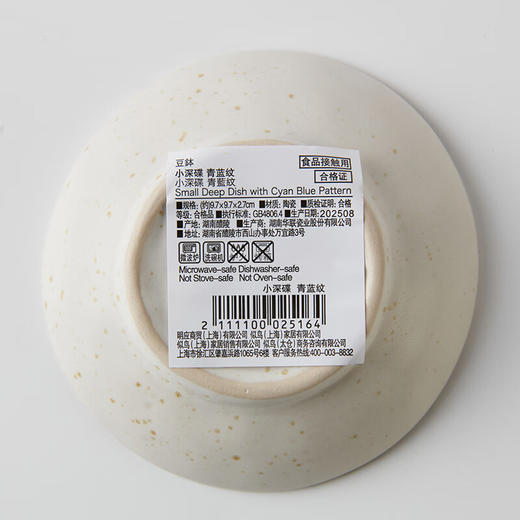 豆鉢
小深碟 青蓝纹
小深碟 青藍紋
Small Deep Dish with Cyan Blue Pattern
食品接触用
合格证
■规格: (约)9.7×9.7×2.7cm ■材质: 陶瓷 ■质检证明: 合格
等级: 合格品 ■执行标准: GB4806.4 ■生产日期:202508
■产地: 湖南醴陵 ■生产商: 湖南华联瓷业股份有限公司
■地址: 湖南省醴陵市西山办事处万宜路3号
微波炉 洗碗机
Microwave-safe Dishwasher-safe
Not Stove-safe Not Oven-safe
小深碟 青蓝纹
2 111100 025164
明应商贸(上海)有限公司 似鸟(上海)家居有限公司
似鸟(上海)家居销售有限公司 似鸟(太仓)商务咨询有限公司
上海市徐汇区肇嘉浜路1065号6楼 客户服务热线:400-003-8832